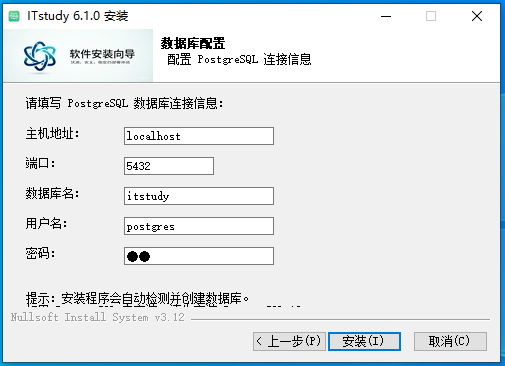 ITstudy 6.1.0 安装
软件安装向导
数据库配置
配置 PostgreSQL 连接信息
请填写 PostgreSQL 数据库连接信息:
主机地址: localhost
端口: 5432
数据库名: itstudy
用户名: postgres
密码: ●●
提示: 安装程序会自动检测并创建数据库。
Nullsoft Install System v3.12
< 上一步(P) 安装(I) 取消(C)